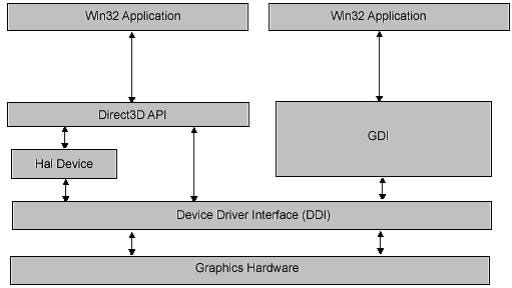 Win32 Application
Win32 Application
Direct3D API
GDI
Hal Device
Device Driver Interface (DDI)
Graphics Hardware